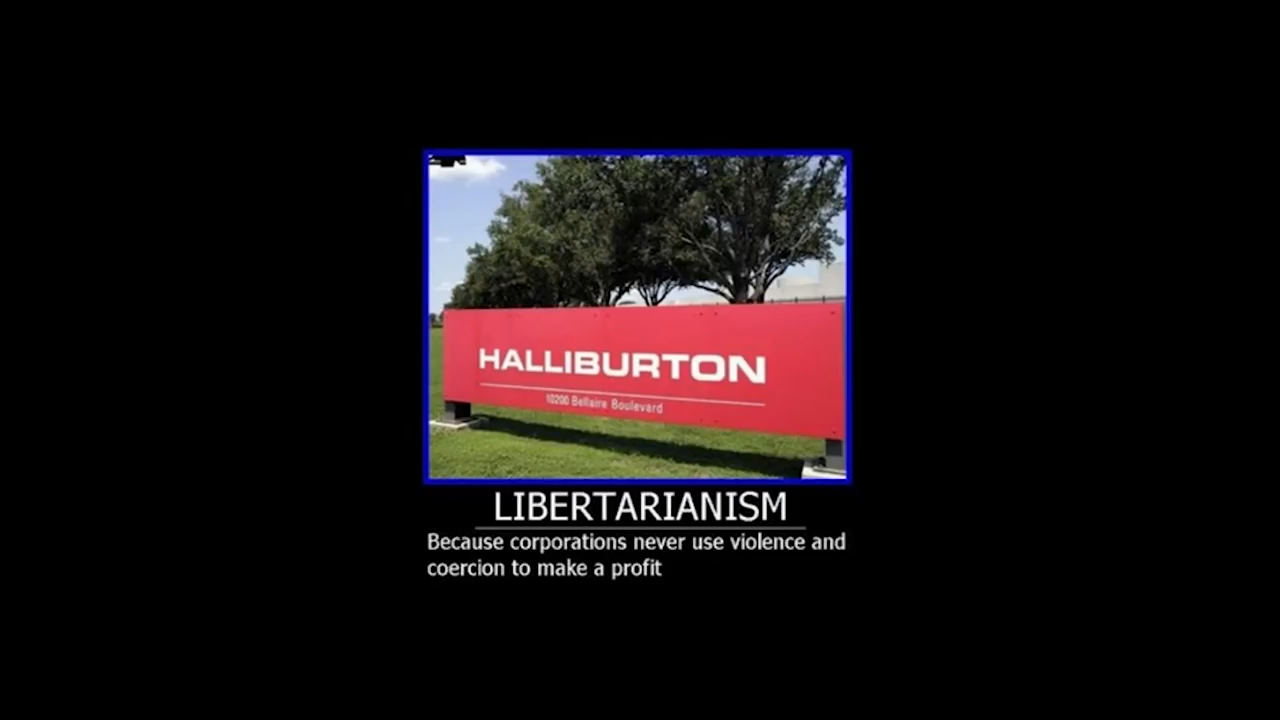 HALLIBURTON
10200 Bellaire Boulevard
LIBERTARIANISM
Because corporations never use violence and
coercion to make a profit